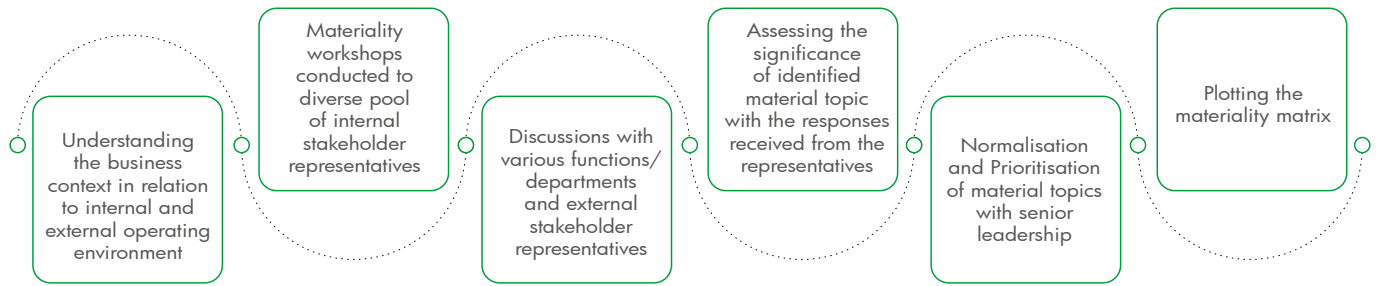 Understanding
the business
context in relation
to internal and
external operating
environment
Materiality
workshops
conducted to
diverse pool
of internal
stakeholder
representatives
Discussions with
various functions/
departments
and external
stakeholder
representatives
Assessing the
significance
of identified
material topic
with the responses
received from the
representatives
Normalisation
and Prioritisation
of material topics
with senior
leadership
Plotting the
materiality matrix